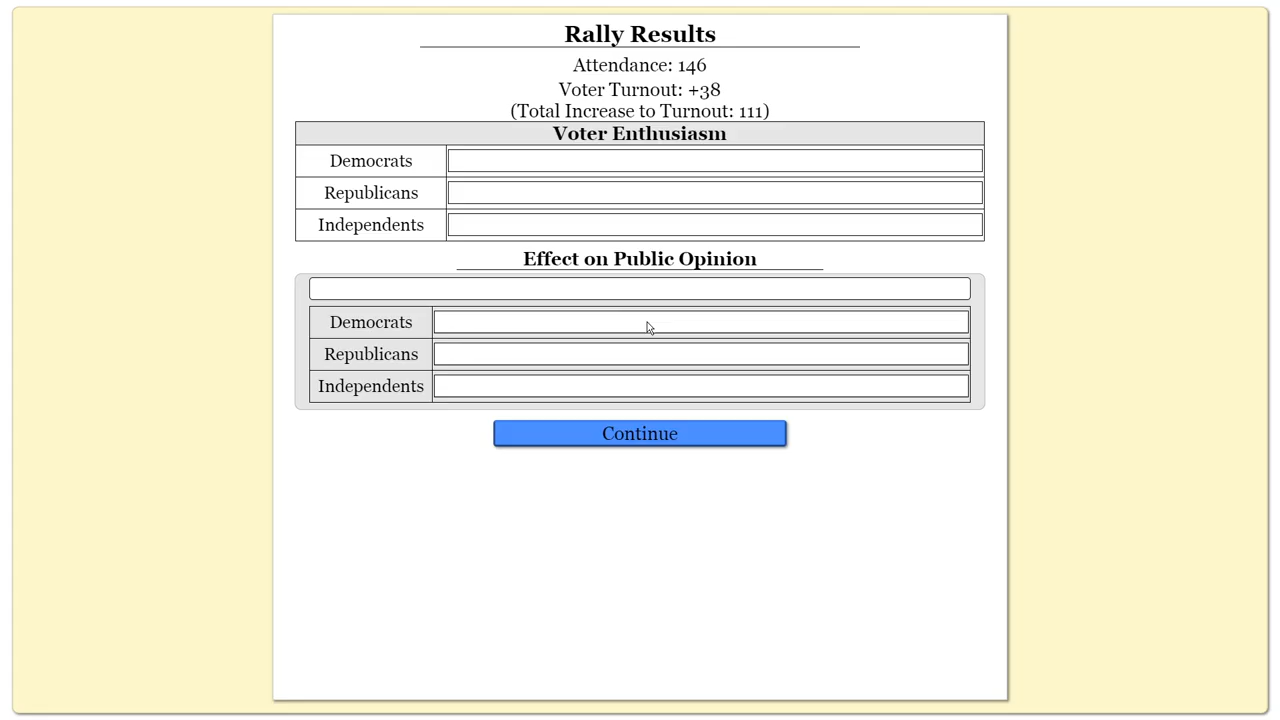 Rally Results
Attendance: 146
Voter Turnout: +38
(Total Increase to Turnout: 111)
Voter Enthusiasm
Democrats
Republicans
Independents
Effect on Public Opinion
Democrats
Republicans
Independents
Continue